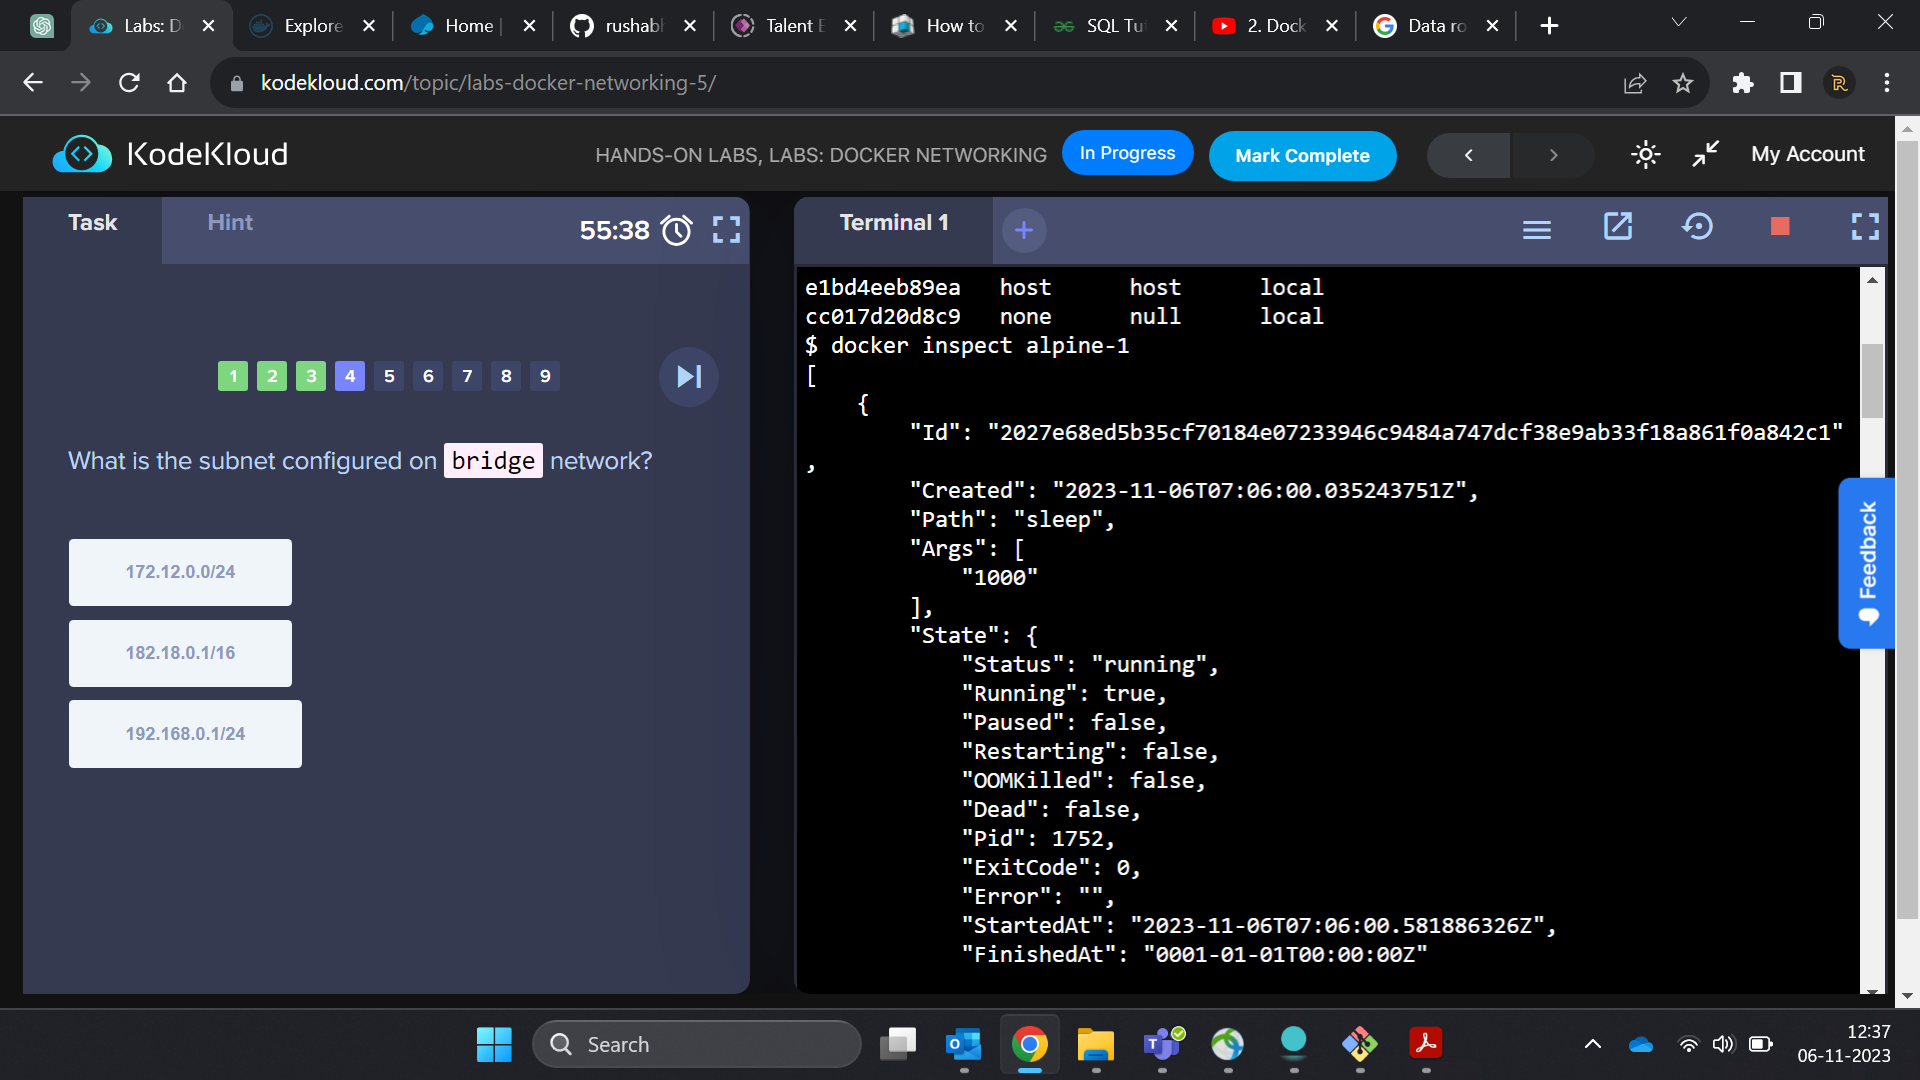 Labs: D
Explore
Home |
rushabl
Talent E
How to
SQL Tu
2. Dock
Data ro
kodekloud.com/topic/labs-docker-networking-5/
KodeKloud
HANDS-ON LABS, LABS: DOCKER NETWORKING
In Progress
Mark Complete
My Account
Task
Hint
55:38
Terminal 1
1 2 3 4 5 6 7 8 9
What is the subnet configured on bridge network?
172.12.0.0/24
182.18.0.1/16
192.168.0.1/24
e1bd4eeb89ea host host local
cc017d20d8c9 none null local
$ docker inspect alpine-1
[
{
"Id": "2027e68ed5b35cf70184e07233946c9484a747dcf38e9ab33f18a861f0a842c1"
,
"Created": "2023-11-06T07:06:00.035243751Z",
"Path": "sleep",
"Args": [
"1000"
],
"State": {
"Status": "running",
"Running": true,
"Paused": false,
"Restarting": false,
"OOMKilled": false,
"Dead": false,
"Pid": 1752,
"ExitCode": 0,
"Error": "",
"StartedAt": "2023-11-06T07:06:00.581886326Z",
"FinishedAt": "0001-01-01T00:00:00Z"
Feedback
Search
12:37
06-11-2023